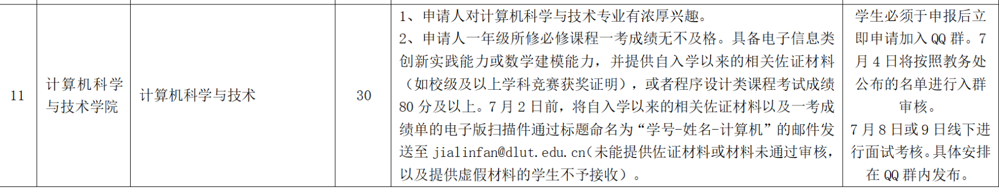 11
计算机科学
与技术学院
计算机科学与技术
30
1、申请人对计算机科学与技术专业有浓厚兴趣。
2、申请人一年级所修必修课程一考成绩无不及格。具备电子信息类
创新实践能力或数学建模能力，并提供自入学以来的相关佐证材料
（如校级及以上学科竞赛获奖证明），或者程序设计类课程考试成绩
80 分及以上。7 月 2 日前，将自入学以来的相关佐证材料以及一考成
绩单的电子版扫描件通过标题命名为“学号-姓名-计算机”的邮件发
送至 jialinfan@dlut.edu.cn（未能提供佐证材料或材料未通过审核，
以及提供虚假材料的学生不予接收）。
学生必须于申报后立
即申请加入 QQ 群。7
月 4 日将按照教务处
公布的名单进行入群
审核。
7 月 8 日或 9 日线下进
行面试考核。具体安排
在 QQ 群内发布。